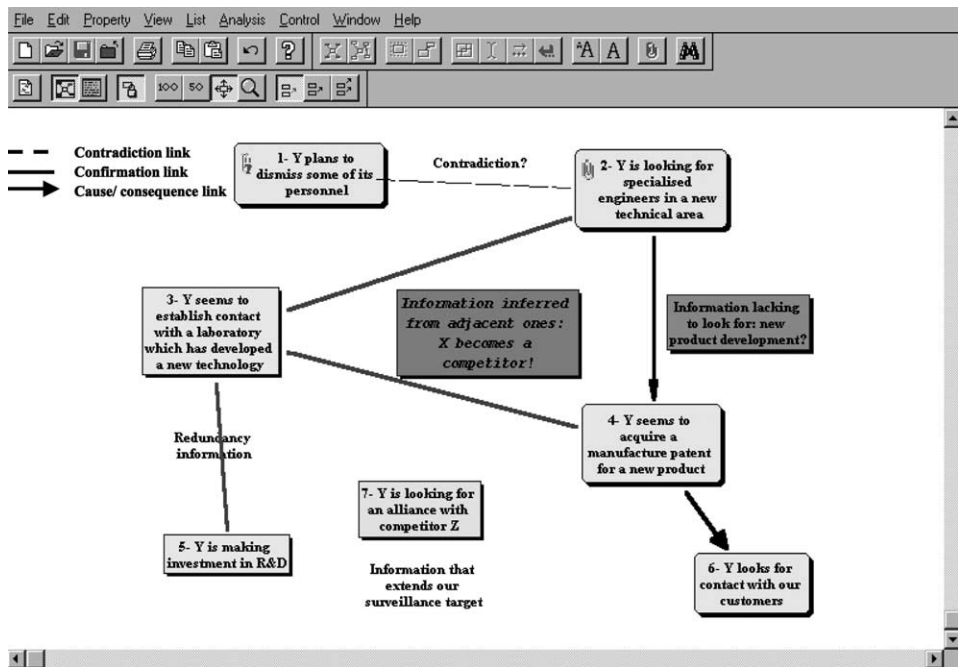 File Edit Property View List Analysis Control Window Help
100 50
Contradiction link
Confirmation link
Cause/ consequence link
1- Y plans to
dismiss some of its
personnel
Contradiction?
2- Y is looking for
specialised
engineers in a new
technical area
3- Y seems to
establish contact
with a laboratory
which has developed
a new technology
Information inferred
from adjacent ones:
X becomes a
competitor!
Information lacking
to look for: new
product development?
4- Y seems to
acquire a
manufacture patent
for a new product
Redundancy
information
7- Y is looking for
an alliance with
competitor Z
5- Y is making
investment in R&D
Information that
extends our
surveillance target
6- Y looks for
contact with our
customers